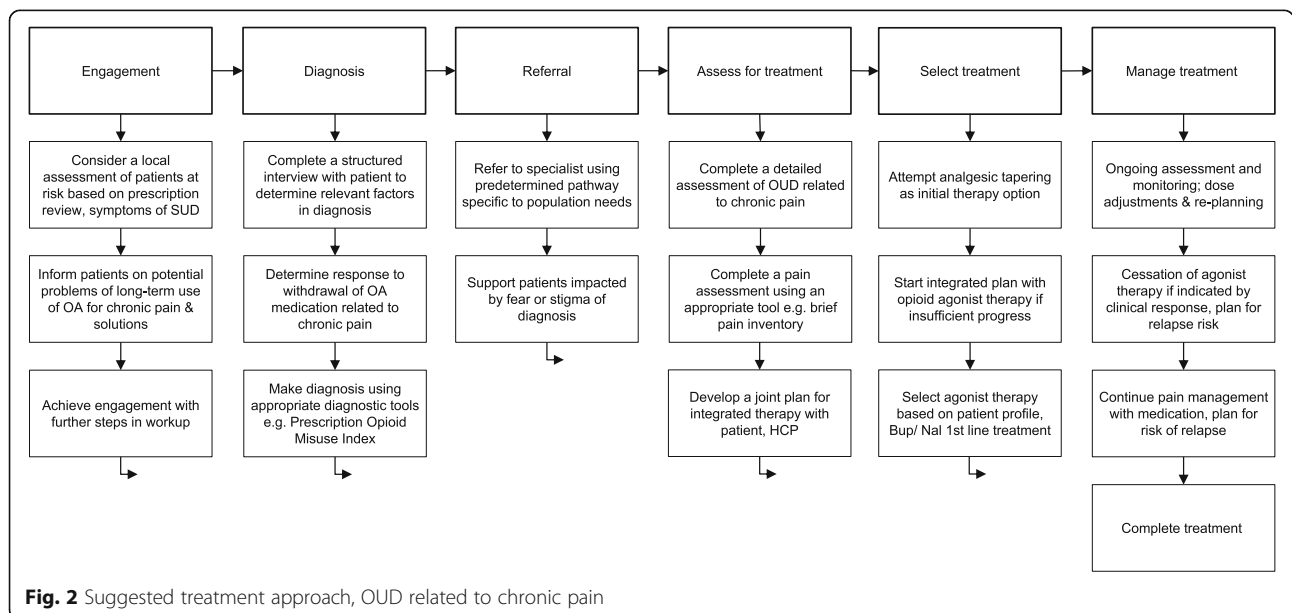 Engagement
Diagnosis
Referral
Assess for treatment
Select treatment
Manage treatment
Consider a local
assessment of patients at
risk based on prescription
review, symptoms of SUD
Inform patients on potential
problems of long-term use
of OA for chronic pain &
solutions
Achieve engagement with
further steps in workup
Complete a structured
interview with patient to
determine relevant factors
in diagnosis
Determine response to
withdrawal of OA
medication related to
chronic pain
Make diagnosis using
appropriate diagnostic tools
e.g. Prescription Opioid
Misuse Index
Refer to specialist using
predetermined pathway
specific to population needs
Support patients impacted
by fear or stigma of
diagnosis
Complete a detailed
assessment of OUD related
to chronic pain
Complete a pain
assessment using an
appropriate tool e.g. brief
pain inventory
Develop a joint plan for
integrated therapy with
patient, HCP
Attempt analgesic tapering
as initial therapy option
Start integrated plan with
opioid agonist therapy if
insufficient progress
Select agonist therapy
based on patient profile,
Bup/ Nal 1st line treatment
Ongoing assessment and
monitoring; dose
adjustments & re-planning
Cessation of agonist
therapy if indicated by
clinical response, plan for
relapse risk
Continue pain management
with medication, plan for
risk of relapse
Complete treatment
Fig. 2 Suggested treatment approach, OUD related to chronic pain